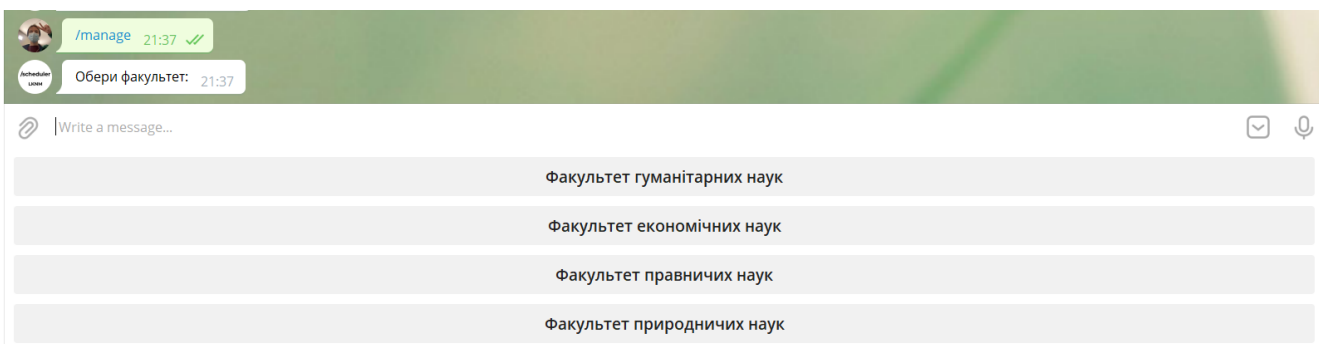 /manage 21:37
/scheduler
UKMM
Обери факультет: 21:37
Write a message...
Факультет гуманітарних наук
Факультет економічних наук
Факультет правничих наук
Факультет природничих наук